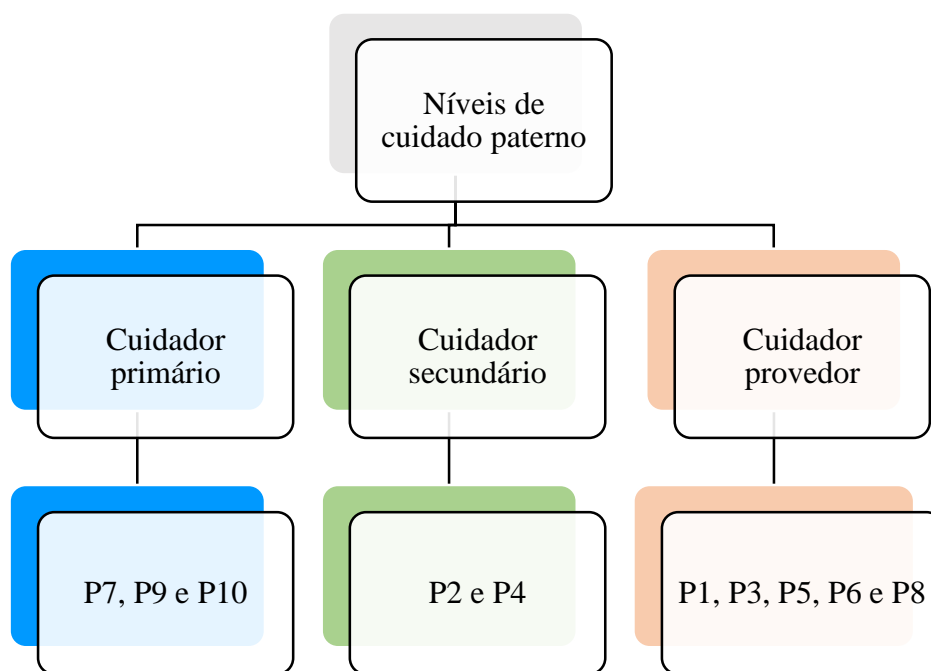 Níveis de
cuidado paterno
Cuidador
primário
Cuidador
secundário
Cuidador
provedor
P7, P9 e P10
P2 e P4
P1, P3, P5, P6 e P8